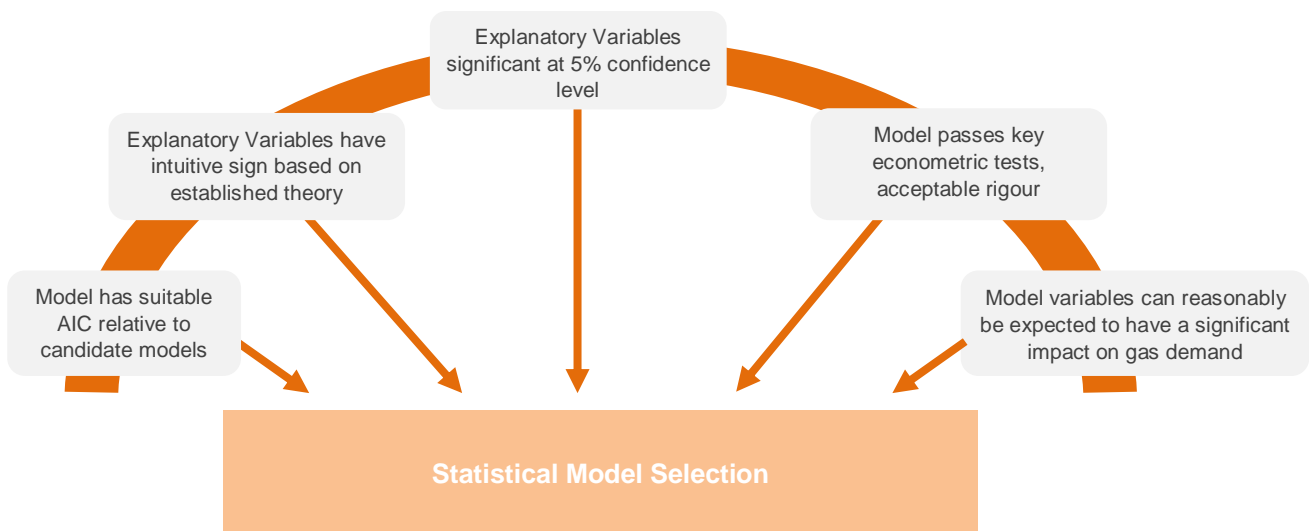 Explanatory Variables
significant at 5% confidence
level
Explanatory Variables have
intuitive sign based on
established theory
Model passes key
econometric tests,
acceptable rigour
Model has suitable
AIC relative to
candidate models
Model variables can reasonably
be expected to have a significant
impact on gas demand
Statistical Model Selection